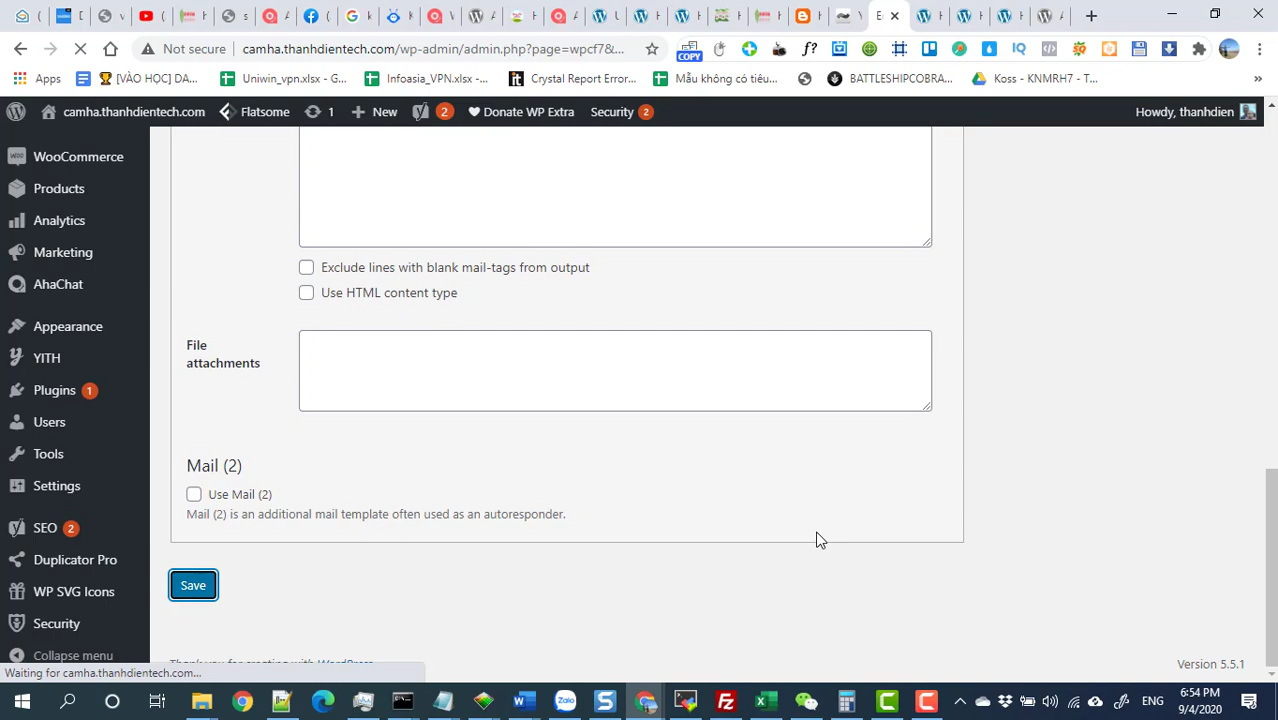 Not secure camha.thanhdientech.com/wp-admin/admin.php?page=wpcf7&...
COPY
f?
IQ
Apps
[VÀO HỌC] DA...
Uniwin_vpn.xlsx - G...
Infoasia_VPN.xlsx -...
Crystal Report Error...
Mẫu không có tiêu...
BATTLESHIPCOBRA...
Koss - KNMRH7 - T...
camha.thanhdientech.com
Flatsome
1
New
2
Donate WP Extra
Security 2
Howdy, thanhdien
WooCommerce
Products
Analytics
Marketing
AhaChat
Appearance
YITH
Plugins 1
Users
Tools
Settings
SEO 2
Duplicator Pro
WP SVG Icons
Security
Collapse menu
Exclude lines with blank mail-tags from output
Use HTML content type
File
attachments
Mail (2)
Use Mail (2)
Mail (2) is an additional mail template often used as an autoresponder.
Save
Thank you for creating with WordPress
Version 5.5.1
Waiting for camha.thanhdientech.com...
ENG
6:54 PM
9/4/2020